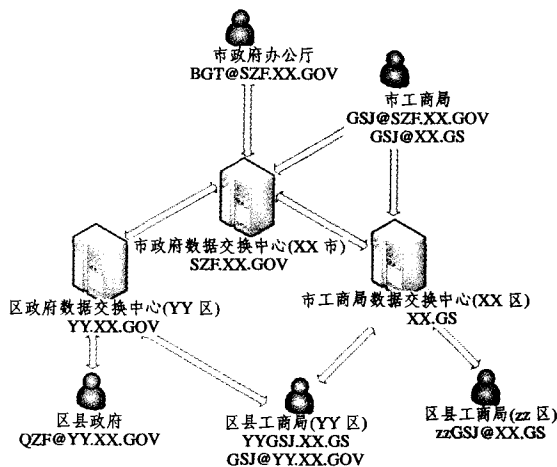 市政府办公厅
BGT@SZF.XX.GOV
市工商局
GSJ@SZF.XX.GOV
GSJ@XX.GS
市政府数据交换中心(XX 市)
SZF.XX.GOV
区政府数据交换中心(YY 区)
YY.XX.GOV
市工商局数据交换中心(XX 区)
XX.GS
区县政府
QZF@YY.XX.GOV
区县工商局(YY 区)
YYGSJ.XX.GS
GSJ@YY.XX.GOV
区县工商局(zz 区)
zzGSJ@XX.GS